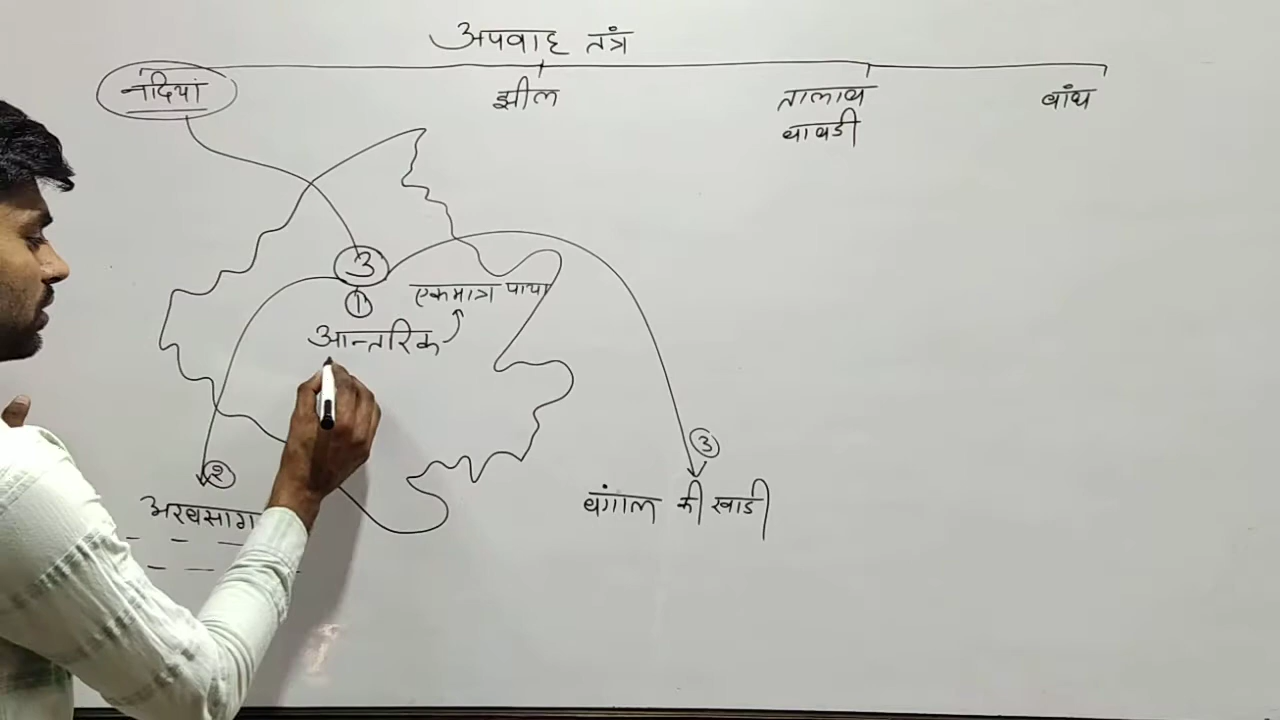 अपवाह तंत्र
नदियां
झील
तालाब
बावडी
बांध
3
1
एकमात्र पाया
आन्तरिक
2
अरबसाग
3
बंगाल की खाडी